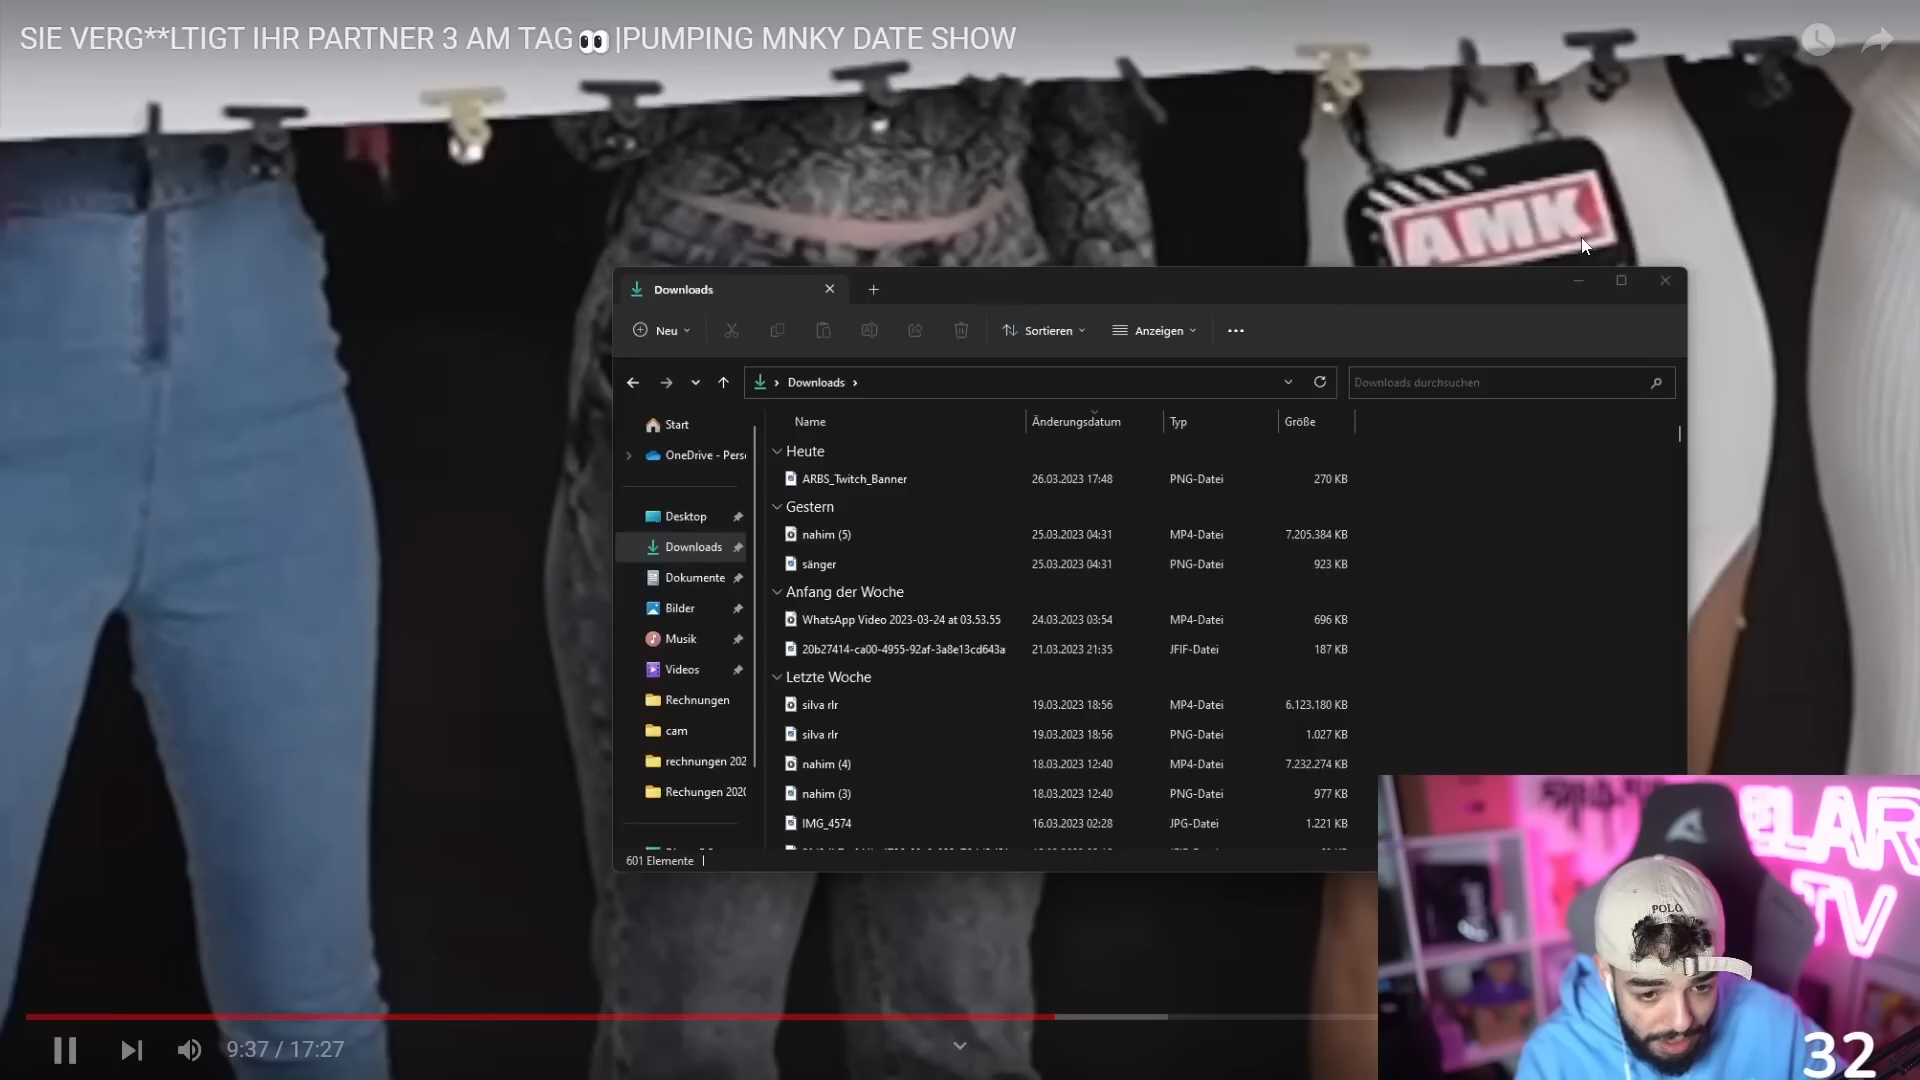 SIE VERG**LTIGT IHR PARTNER 3 AM TAG👀|PUMPING MNKY DATE SHOW
AMK
Downloads
Neu
Sortieren
Anzeigen
Downloads
Downloads durchsuchen
Name Änderungsdatum Typ Größe
Start
OneDrive - Pers
Desktop
Downloads
Dokumente
Bilder
Musik
Videos
Rechnungen
cam
rechnungen 202
Rechungen 2020
Heute
ARBS_Twitch_Banner 26.03.2023 17:48 PNG-Datei 270 KB
Gestern
nahim (5) 25.03.2023 04:31 MP4-Datei 7.205.384 KB
sänger 25.03.2023 04:31 PNG-Datei 923 KB
Anfang der Woche
WhatsApp Video 2023-03-24 at 03.53.55 24.03.2023 03:54 MP4-Datei 696 KB
20b27414-ca00-4955-92af-3a8e13cd643a 21.03.2023 21:35 JFIF-Datei 187 KB
Letzte Woche
silva rlr 19.03.2023 18:56 MP4-Datei 6.123.180 KB
silva rlr 19.03.2023 18:56 PNG-Datei 1.027 KB
nahim (4) 18.03.2023 12:40 MP4-Datei 7.232.274 KB
nahim (3) 18.03.2023 12:40 PNG-Datei 977 KB
IMG_4574 16.03.2023 02:28 JPG-Datei 1.221 KB
601 Elemente
LAR
TV
POLO
32
9:37 / 17:27